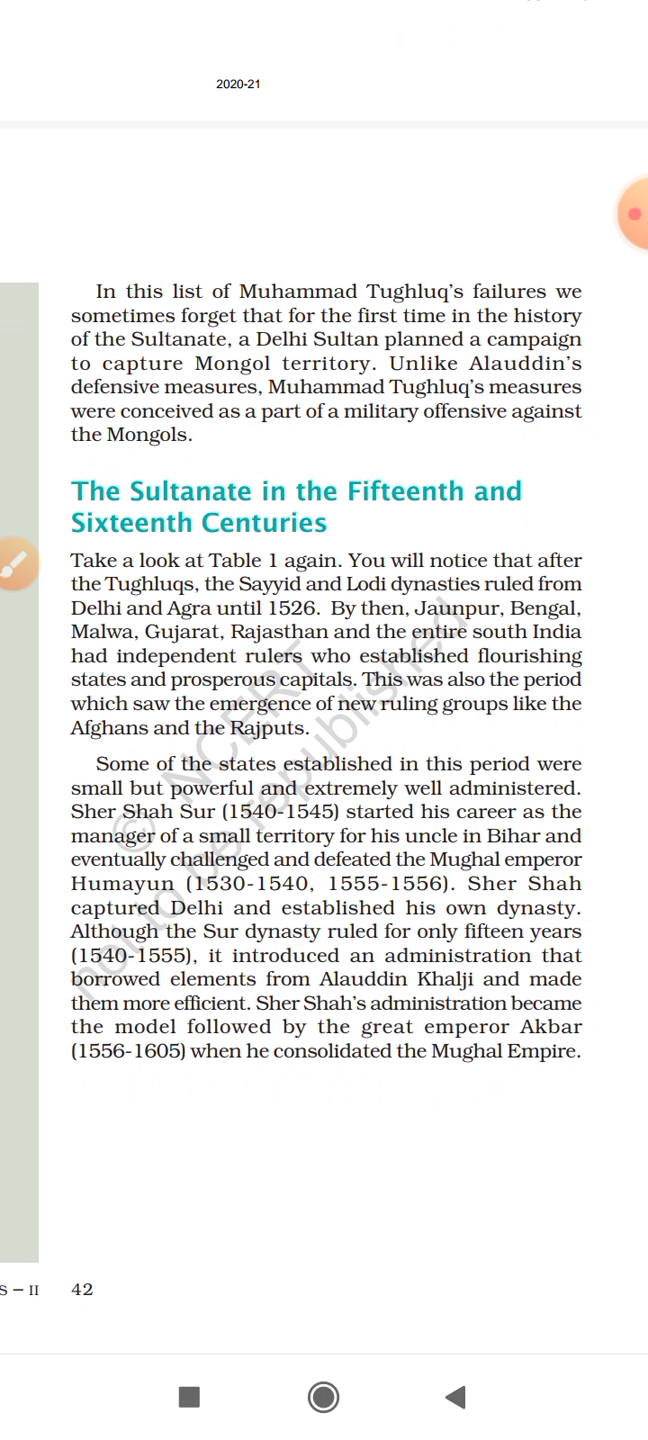 2020-21
In this list of Muhammad Tughluq's failures we
sometimes forget that for the first time in the history
of the Sultanate, a Delhi Sultan planned a campaign
to capture Mongol territory. Unlike Alauddin's
defensive measures, Muhammad Tughluq's measures
were conceived as a part of a military offensive against
the Mongols.
The Sultanate in the Fifteenth and
Sixteenth Centuries
Take a look at Table 1 again. You will notice that after
the Tughluqs, the Sayyid and Lodi dynasties ruled from
Delhi and Agra until 1526. By then, Jaunpur, Bengal,
Malwa, Gujarat, Rajasthan and the entire south India
had independent rulers who established flourishing
states and prosperous capitals. This was also the period
which saw the emergence of new ruling groups like the
Afghans and the Rajputs.
Some of the states established in this period were
small but powerful and extremely well administered.
Sher Shah Sur (1540-1545) started his career as the
manager of a small territory for his uncle in Bihar and
eventually challenged and defeated the Mughal emperor
Humayun (1530-1540, 1555-1556). Sher Shah
captured Delhi and established his own dynasty.
Although the Sur dynasty ruled for only fifteen years
(1540-1555), it introduced an administration that
borrowed elements from Alauddin Khalji and made
them more efficient. Sher Shah's administration became
the model followed by the great emperor Akbar
(1556-1605) when he consolidated the Mughal Empire.
© NCERT
not to be republished
S – II 42